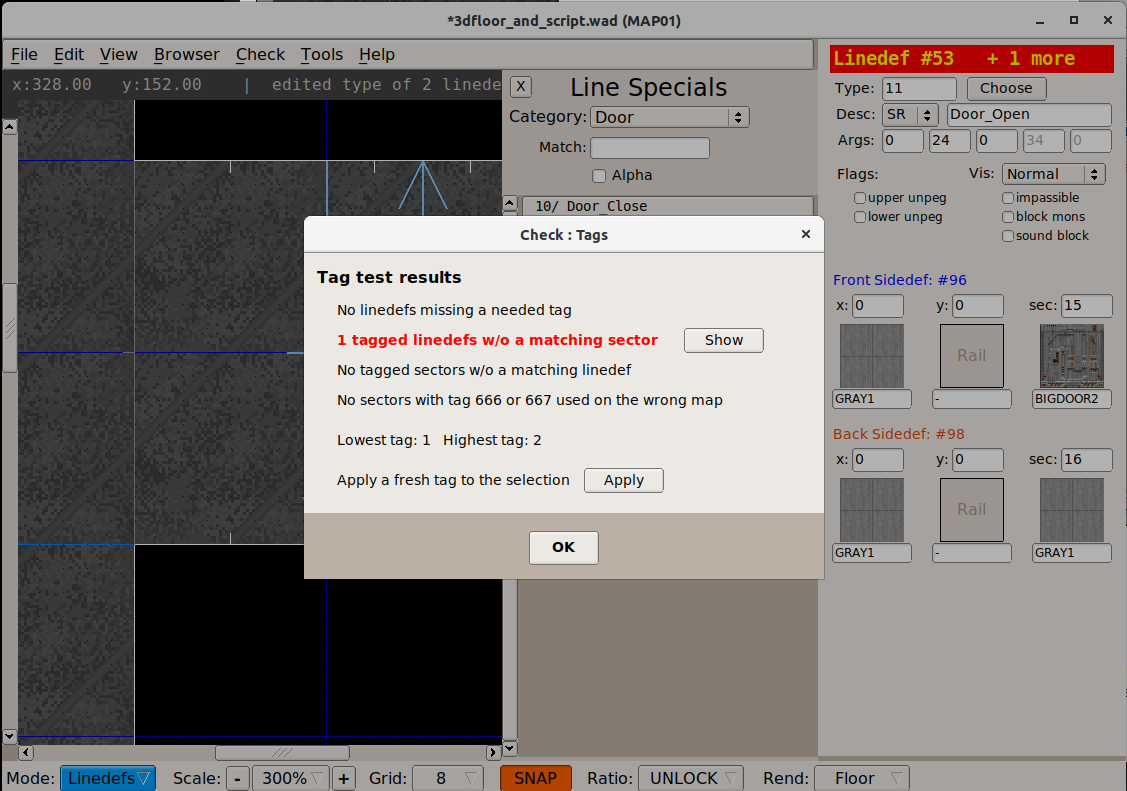 *3dfloor_and_script.wad (MAP01)
File Edit View Browser Check Tools Help
x:328.00 y:152.00 | edited type of 2 linede
X Line Specials
Category: Door
Match:
Alpha
10/ Door_Close
Linedef #53 + 1 more
Type: 11 Choose
Desc: SR Door_Open
Args: 0 24 0 34 0
Flags: Vis: Normal
upper unpeg impassible
lower unpeg block mons
sound block
Front Sidedef: #96
x: 0 y: 0 sec: 15
Rail
GRAY1 - BIGDOOR2
Back Sidedef: #98
x: 0 y: 0 sec: 16
Rail
GRAY1 - GRAY1
Check : Tags
Tag test results
No linedefs missing a needed tag
1 tagged linedefs w/o a matching sector Show
No tagged sectors w/o a matching linedef
No sectors with tag 666 or 667 used on the wrong map
Lowest tag: 1 Highest tag: 2
Apply a fresh tag to the selection Apply
OK
Mode: Linedefs Scale: - 300% + Grid: 8 SNAP Ratio: UNLOCK Rend: Floor